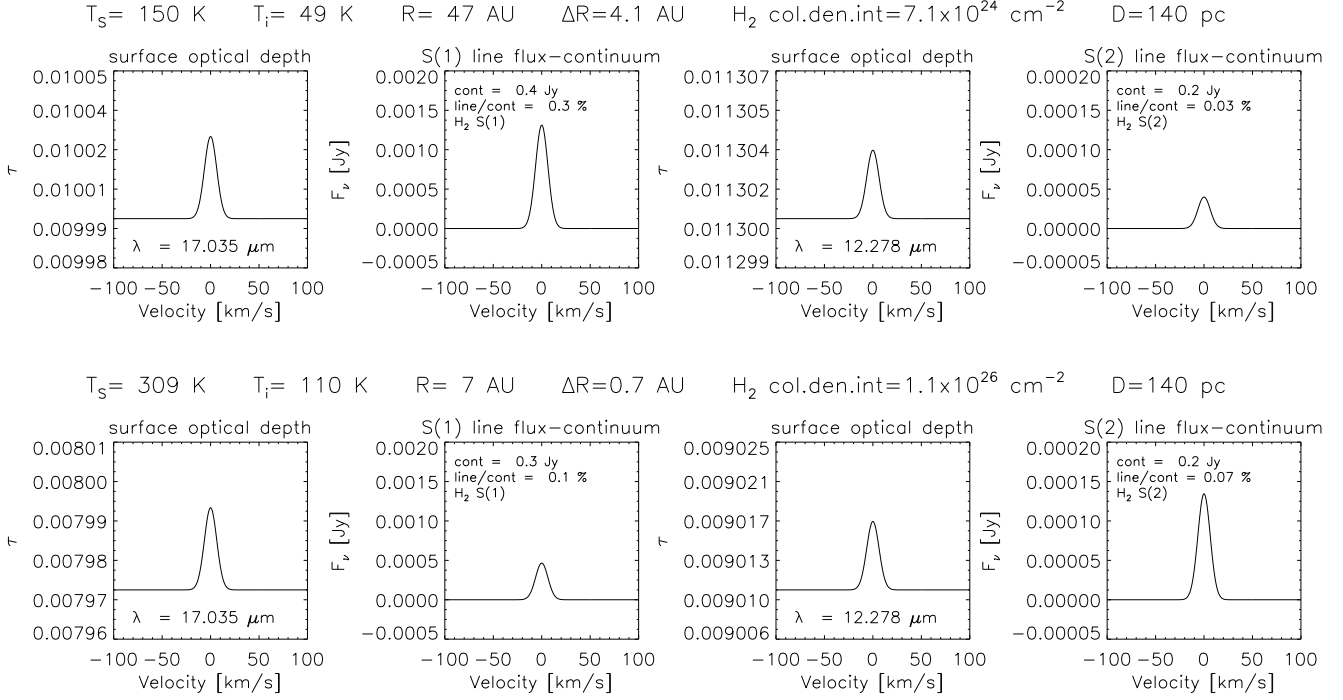 T_S= 150 K T_i= 49 K R= 47 AU ΔR=4.1 AU H_2 col.den.int=7.1x10^24 cm^-2 D=140 pc
surface optical depth
S(1) line flux-continuum
surface optical depth
S(2) line flux-continuum
0.01005
0.01004
0.01002
0.01001
0.00999
0.00998
τ
λ = 17.035 μm
-100 -50 0 50 100
Velocity [km/s]
0.0020
0.0015
0.0010
0.0005
0.0000
-0.0005
F_ν [Jy]
cont = 0.4 Jy
line/cont = 0.3 %
H_2 S(1)
-100 -50 0 50 100
Velocity [km/s]
0.011307
0.011305
0.011304
0.011302
0.011300
0.011299
τ
λ = 12.278 μm
-100 -50 0 50 100
Velocity [km/s]
0.00020
0.00015
0.00010
0.00005
0.00000
-0.00005
F_ν [Jy]
cont = 0.2 Jy
line/cont = 0.03 %
H_2 S(2)
-100 -50 0 50 100
Velocity [km/s]
T_S= 309 K T_i= 110 K R= 7 AU ΔR=0.7 AU H_2 col.den.int=1.1x10^26 cm^-2 D=140 pc
surface optical depth
S(1) line flux-continuum
surface optical depth
S(2) line flux-continuum
0.00801
0.00800
0.00799
0.00798
0.00797
0.00796
τ
λ = 17.035 μm
-100 -50 0 50 100
Velocity [km/s]
0.0020
0.0015
0.0010
0.0005
0.0000
-0.0005
F_ν [Jy]
cont = 0.3 Jy
line/cont = 0.1 %
H_2 S(1)
-100 -50 0 50 100
Velocity [km/s]
0.009025
0.009021
0.009017
0.009013
0.009010
0.009006
τ
λ = 12.278 μm
-100 -50 0 50 100
Velocity [km/s]
0.00020
0.00015
0.00010
0.00005
0.00000
-0.00005
F_ν [Jy]
cont = 0.2 Jy
line/cont = 0.07 %
H_2 S(2)
-100 -50 0 50 100
Velocity [km/s]